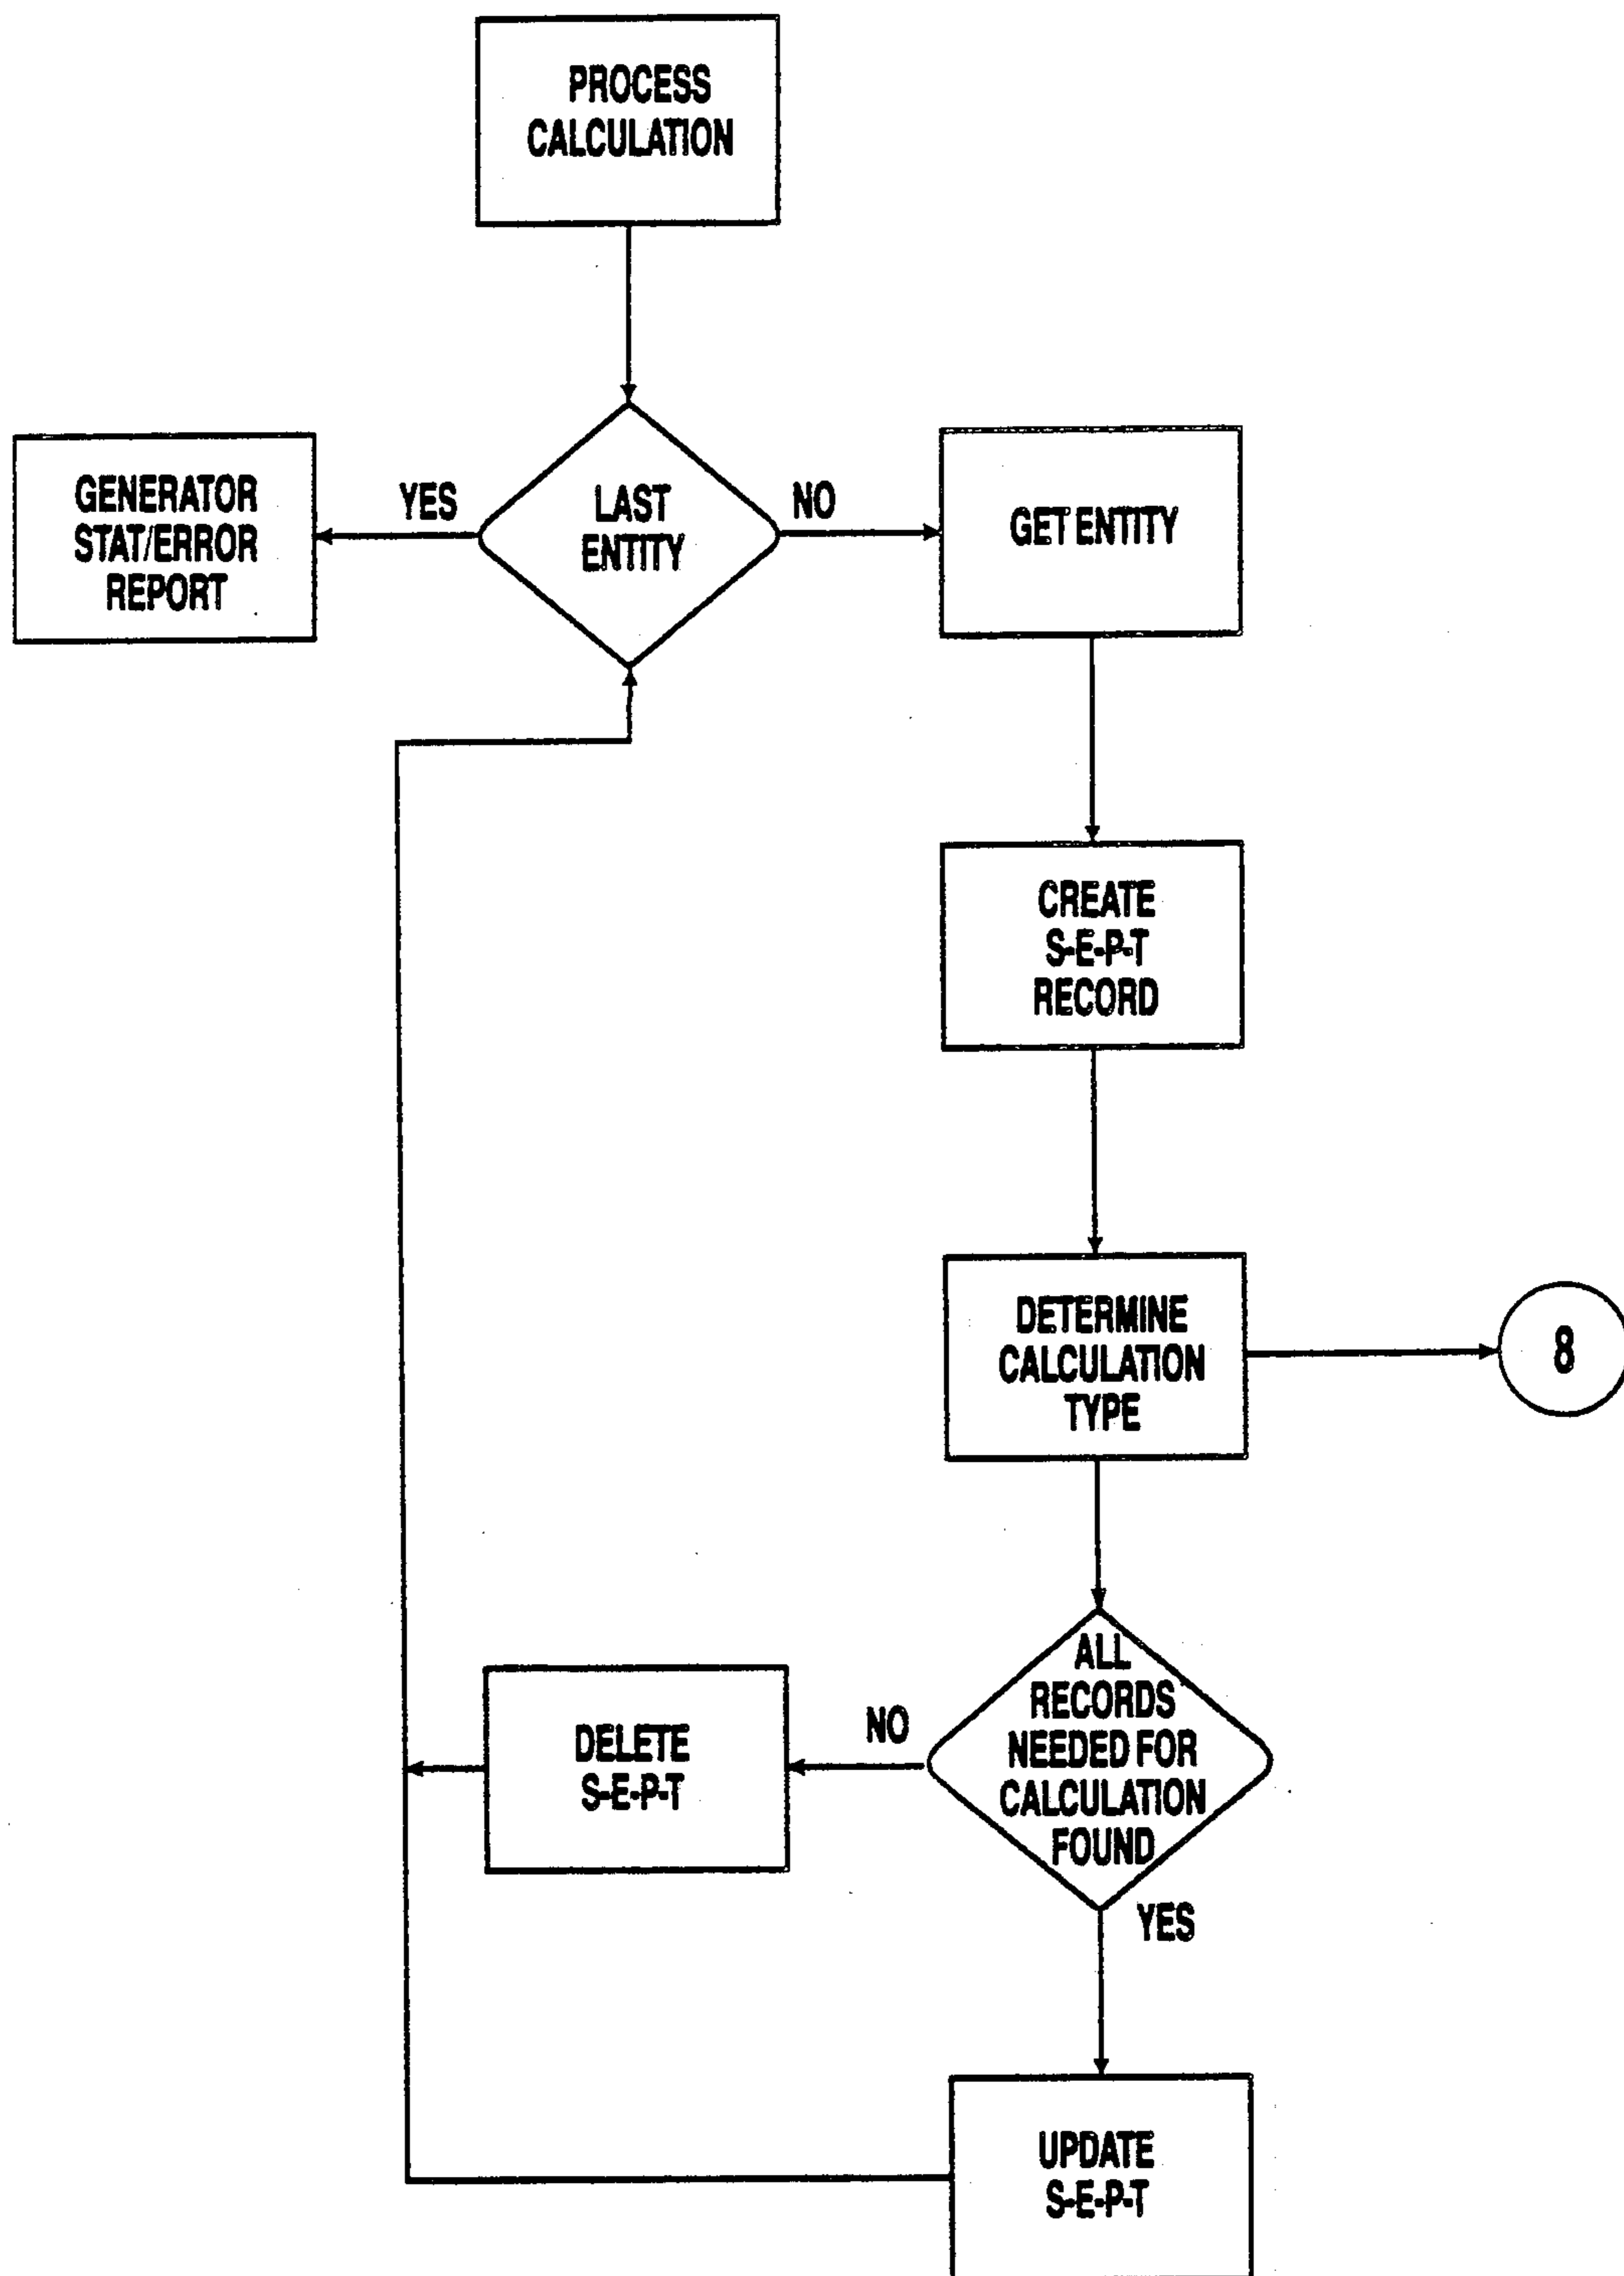 PROCESS
CALCULATION
GENERATOR
STAT/ERROR
REPORT
YES
LAST
ENTITY
NO
GET ENTITY
CREATE
S-E-P-T
RECORD
DETERMINE
CALCULATION
TYPE
8
ALL
RECORDS
NEEDED FOR
CALCULATION
FOUND
NO
DELETE
S-E-P-T
YES
UPDATE
S-E-P-T